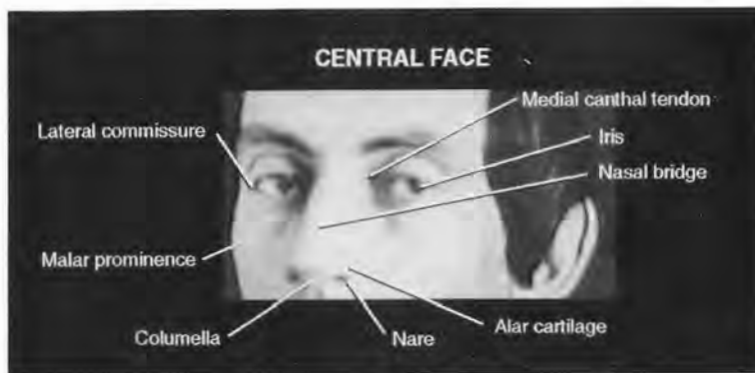 CENTRAL FACE
Medial canthal tendon
Lateral commissure
Iris
Nasal bridge
Malar prominence
Columella
Nare
Alar cartilage